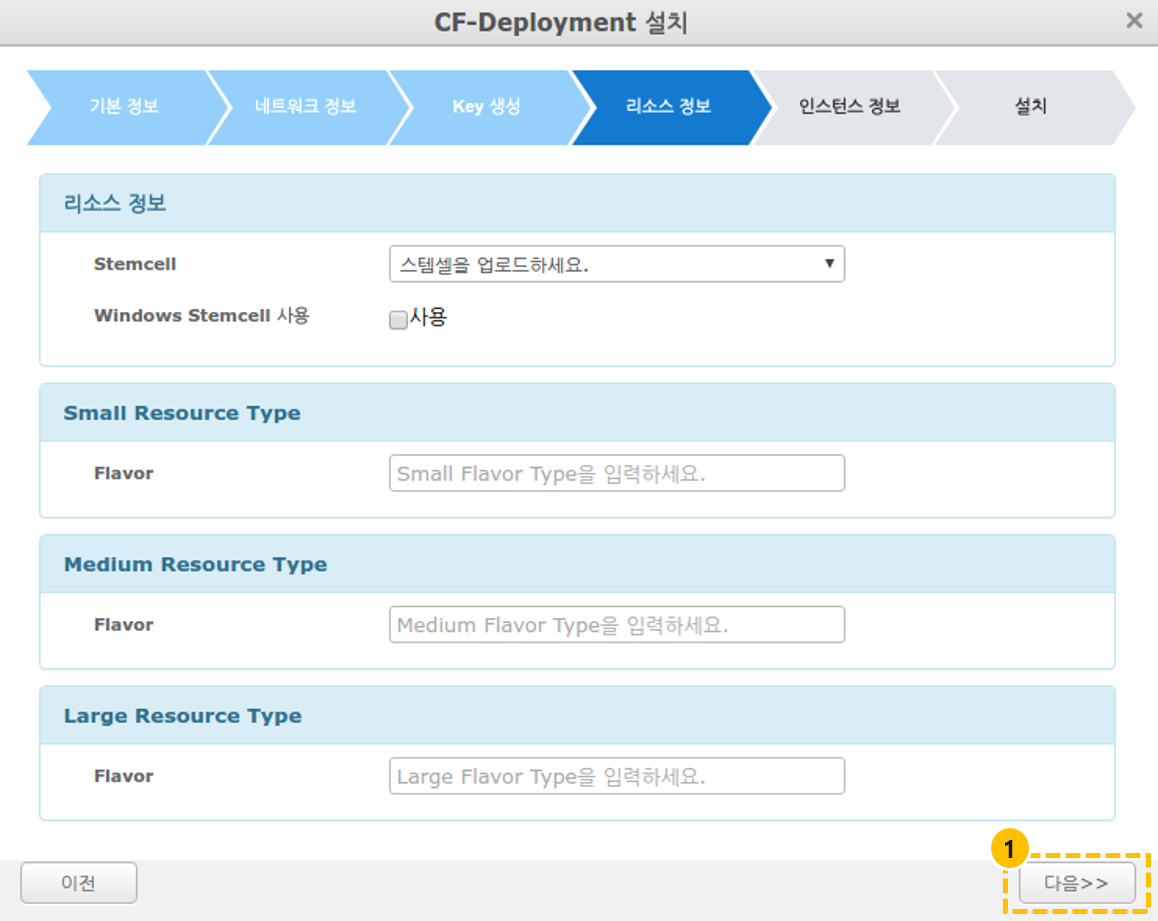 CF-Deployment 설치 ×
기본 정보 네트워크 정보 Key 생성 리소스 정보 인스턴스 정보 설치
리소스 정보
Stemcell 스템셀을 업로드하세요.
Windows Stemcell 사용 사용
Small Resource Type
Flavor Small Flavor Type을 입력하세요.
Medium Resource Type
Flavor Medium Flavor Type을 입력하세요.
Large Resource Type
Flavor Large Flavor Type을 입력하세요.
1
이전 다음>>